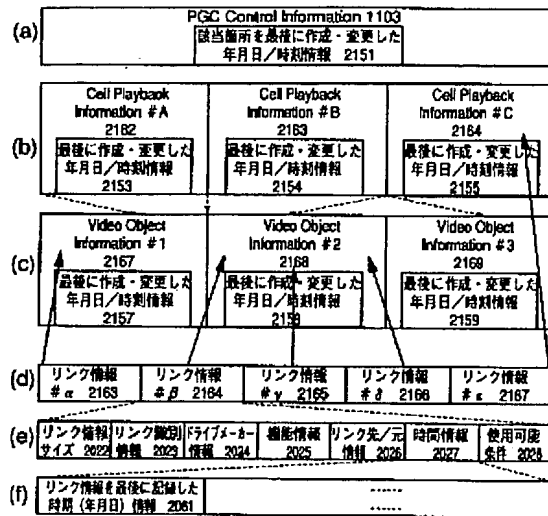 (a)
PGC Control Information 1103
該当箇所を最後に作成・変更した
年月日/時刻情報 2151
(b)
Cell Playback
Information #A
2162
最後に作成・変更した
年月日/時刻情報
2153
Cell Playback
Information #B
2163
最後に作成・変更した
年月日/時刻情報
2154
Cell Playback
Information #C
2164
最後に作成・変更した
年月日/時刻情報
2155
(c)
Video Object
Information #1
2167
最後に作成・変更した
年月日/時刻情報
2157
Video Object
Information #2
2168
最後に作成・変更した
年月日/時刻情報
2158
Video Object
Information #3
2169
最後に作成・変更した
年月日/時刻情報
2159
(d)
リンク情報
#α 2163
リンク情報
#β 2164
リンク情報
#γ 2165
リンク情報
#δ 2166
リンク情報
#ε 2167
(e)
リンク情報
サイズ 2022
リンク識別
情報 2023
ドライブメーカー
情報 2024
機能情報
2025
リンク先/元
情報 2026
時間情報
2027
使用可能
条件 2028
(f)
リンク情報を最後に記録した
時期(年月日)情報 2061